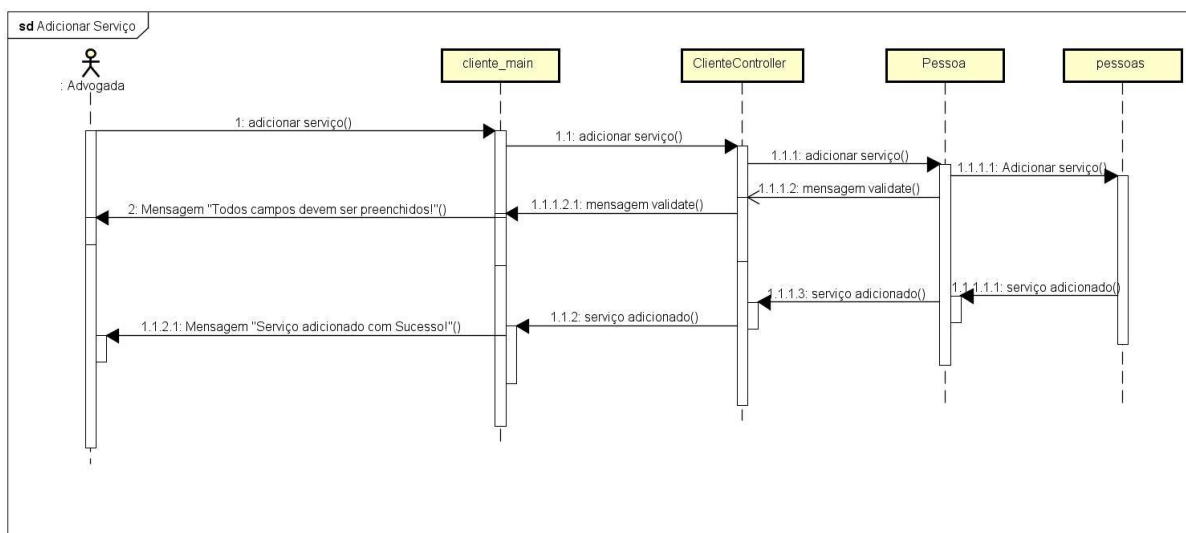 sd Adicionar Serviço
: Advogada
cliente_main
ClienteController
Pessoa
pessoas
1: adicionar serviço()
1.1: adicionar serviço()
1.1.1: adicionar serviço()
1.1.1.1: Adicionar serviço()
1.1.1.2: mensagem validate()
1.1.1.2.1: mensagem validate()
2: Mensagem "Todos campos devem ser preenchidos!"()
1.1.1.1.1: serviço adicionado()
1.1.1.3: serviço adicionado()
1.1.2: serviço adicionado()
1.1.2.1: Mensagem "Serviço adicionado com Sucesso!"()